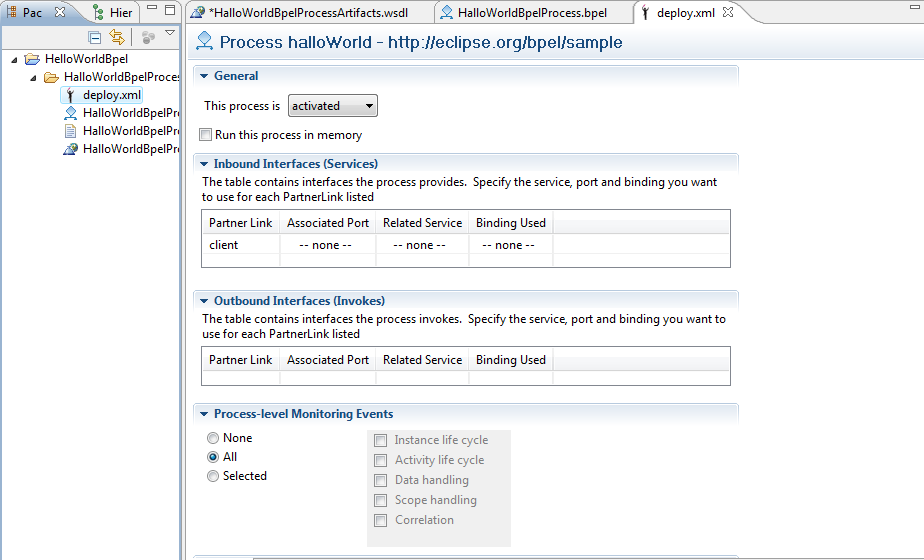 Pac Hier
*HalloWorldBpelProcessArtifacts.wsdl HalloWorldBpelProcess.bpel deploy.xml
HelloWorldBpel
HalloWorldBpelProces
deploy.xml
HalloWorldBpelPro
HalloWorldBpelPro
HalloWorldBpelPro
Process halloWorld - http://eclipse.org/bpel/sample
General
This process is activated
Run this process in memory
Inbound Interfaces (Services)
The table contains interfaces the process provides. Specify the service, port and binding you want
to use for each PartnerLink listed
Partner Link Associated Port Related Service Binding Used
client -- none -- -- none -- -- none --
Outbound Interfaces (Invokes)
The table contains interfaces the process invokes. Specify the service, port and binding you want to
use for each PartnerLink listed
Partner Link Associated Port Related Service Binding Used
Process-level Monitoring Events
None
All
Selected
Instance life cycle
Activity life cycle
Data handling
Scope handling
Correlation